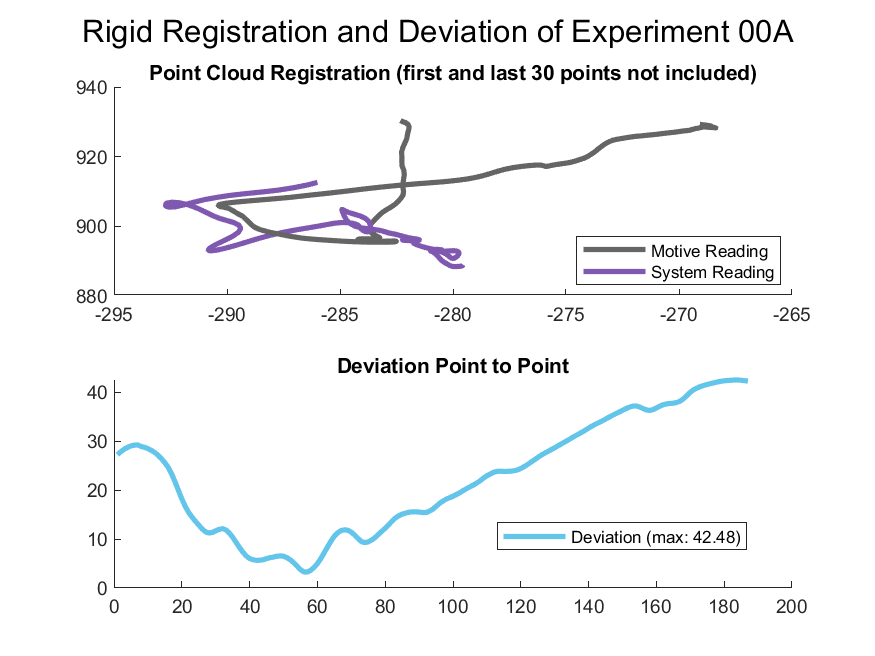 Rigid Registration and Deviation of Experiment 00A
Point Cloud Registration (first and last 30 points not included)
940
920
900
880
Motive Reading
System Reading
-295 -290 -285 -280 -275 -270 -265
Deviation Point to Point
40
30
20
10
0
Deviation (max: 42.48)
0 20 40 60 80 100 120 140 160 180 200